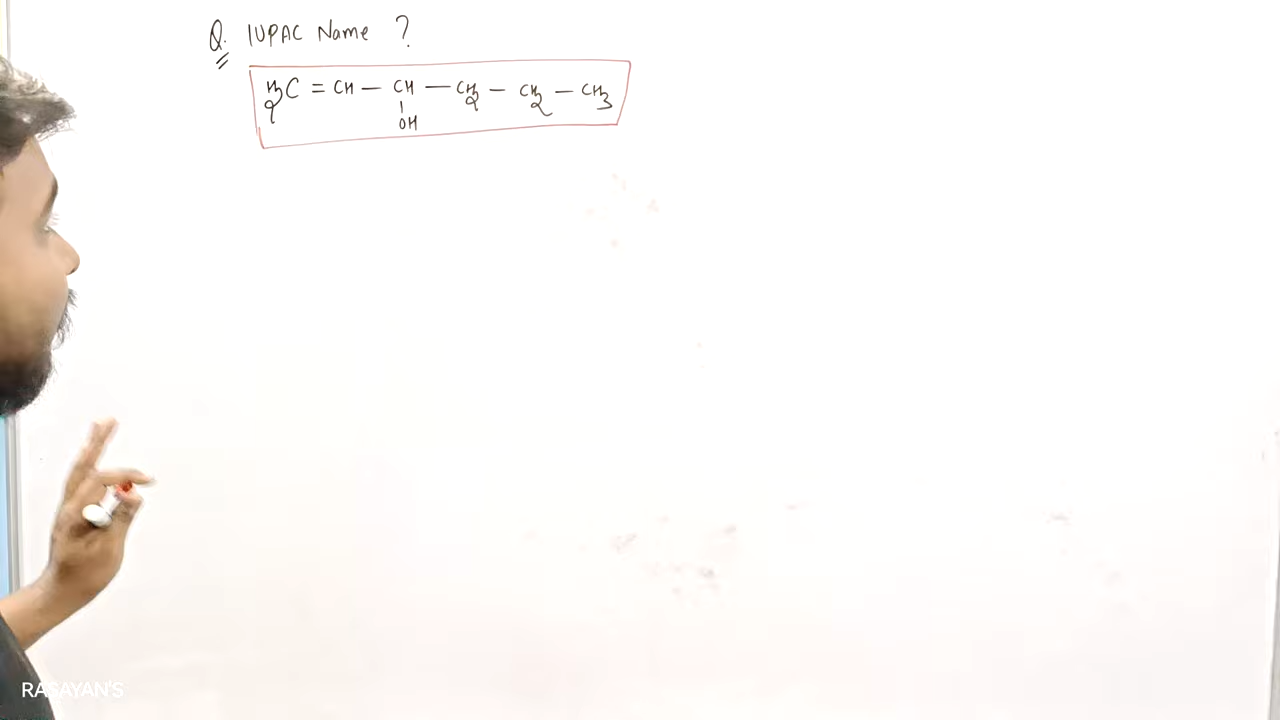 Q. IUPAC Name ?
H₂C = CH — CH — CH₂ — CH₂ — CH₃
|
OH
RASAYAN'S